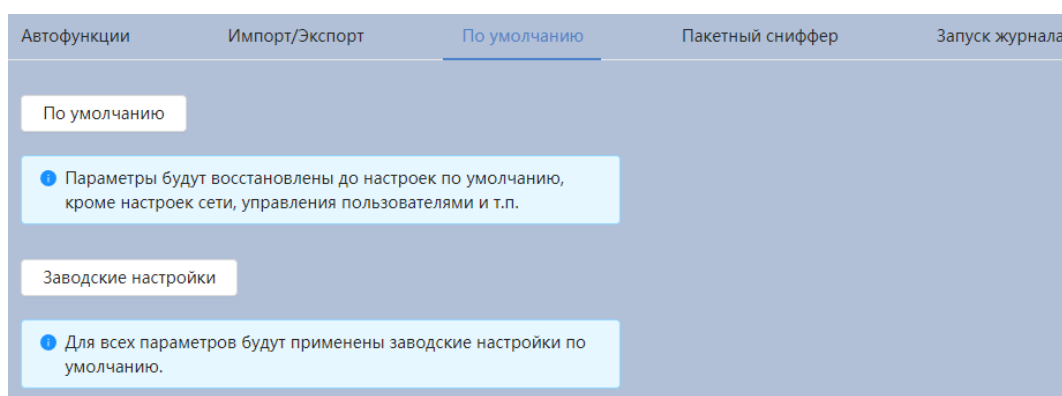 Автофункции Импорт/Экспорт По умолчанию Пакетный сниффер Запуск журнала
По умолчанию
Параметры будут восстановлены до настроек по умолчанию,
кроме настроек сети, управления пользователями и т.п.
Заводские настройки
Для всех параметров будут применены заводские настройки по
умолчанию.